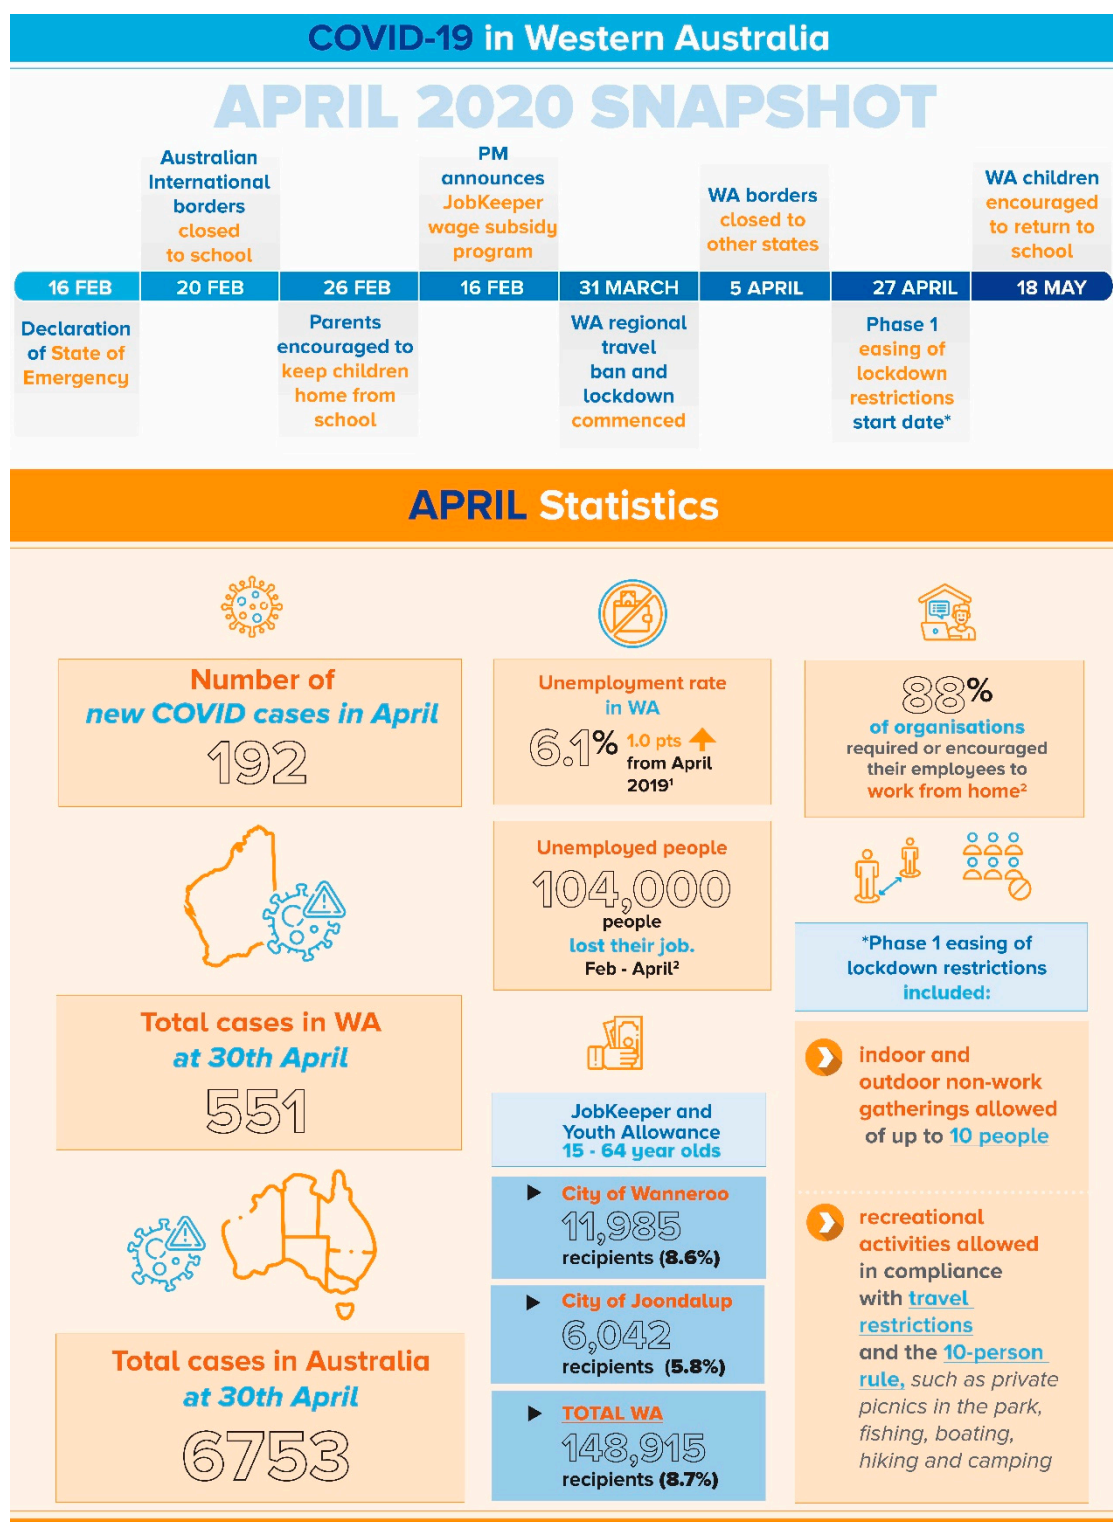 COVID-19 in Western Australia
APRIL 2020 SNAPSHOT
Australian
International
borders
closed
to school
PM
announces
JobKeeper
wage subsidy
program
WA borders
closed to
other states
WA children
encouraged
to return to
school
16 FEB
20 FEB
26 FEB
16 FEB
31 MARCH
5 APRIL
27 APRIL
18 MAY
Declaration
of State of
Emergency
Parents
encouraged to
keep children
home from
school
WA regional
travel
ban and
lockdown
commenced
Phase 1
easing of
lockdown
restrictions
start date*
APRIL Statistics
Number of
new COVID cases in April
192
Total cases in WA
at 30th April
551
Total cases in Australia
at 30th April
6753
Unemployment rate
in WA
6.1% 1.0 pts
from April
2019¹
Unemployed people
104,000
people
lost their job.
Feb - April²
JobKeeper and
Youth Allowance
15 - 64 year olds
City of Wanneroo
11,985
recipients (8.6%)
City of Joondalup
6,042
recipients (5.8%)
TOTAL WA
148,915
recipients (8.7%)
88%
of organisations
required or encouraged
their employees to
work from home²
*Phase 1 easing of
lockdown restrictions
included:
indoor and
outdoor non-work
gatherings allowed
of up to 10 people
recreational
activities allowed
in compliance
with travel
restrictions
and the 10-person
rule, such as private
picnics in the park,
fishing, boating,
hiking and camping